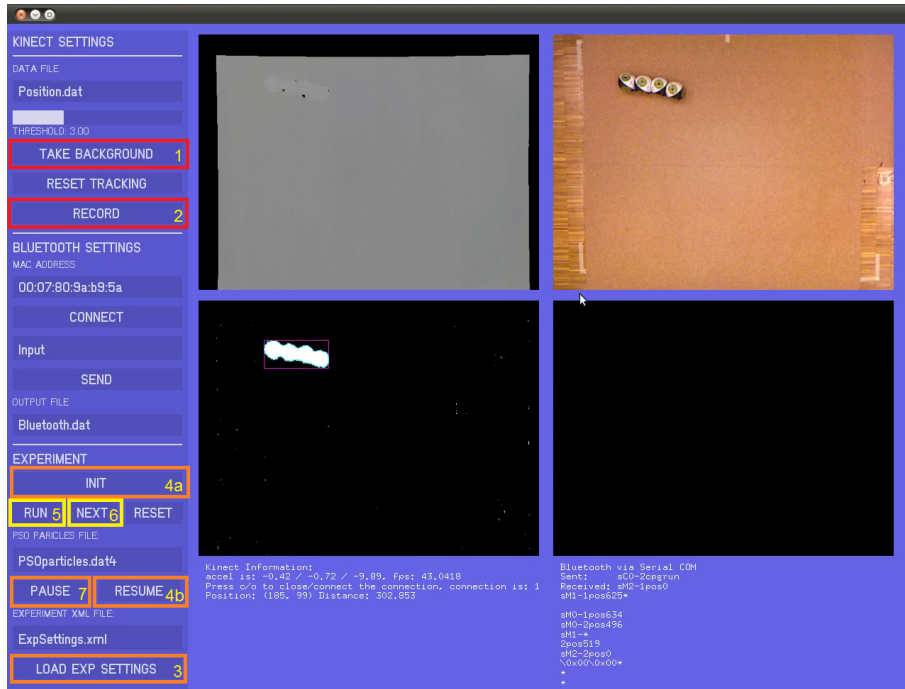 KINECT SETTINGS
DATA FILE
Position.dat
THRESHOLD: 3.00
TAKE BACKGROUND 1
RESET TRACKING
RECORD 2
BLUETOOTH SETTINGS
MAC ADDRESS
00:07:80:9a:b9:5a
CONNECT
Input
SEND
OUTPUT FILE
Bluetooth.dat
EXPERIMENT
INIT 4a
RUN 5 NEXT 6 RESET
PSO PARICLES FILE:
PSOparticles.dat4
PAUSE 7 RESUME 4b
EXPERIMENT XML FILE:
ExpSettings.xml
LOAD EXP SETTINGS 3
Kinect Information:
accel is: -0.42 / -0.72 / -9.89, fps: 43.0418
Press c/o to close/connect the connection, connection is: 1
Position: (185, 99) Distance: 302.853
Bluetooth via Serial COM
Sent: sC0-2cpgrun
Received: sM2-1pos0
sM1-1pos625*
sM0-1pos634
sM0-2pos496
sM1-*
2pos519
sM2-2pos0
\0x00\0x00*
*
*